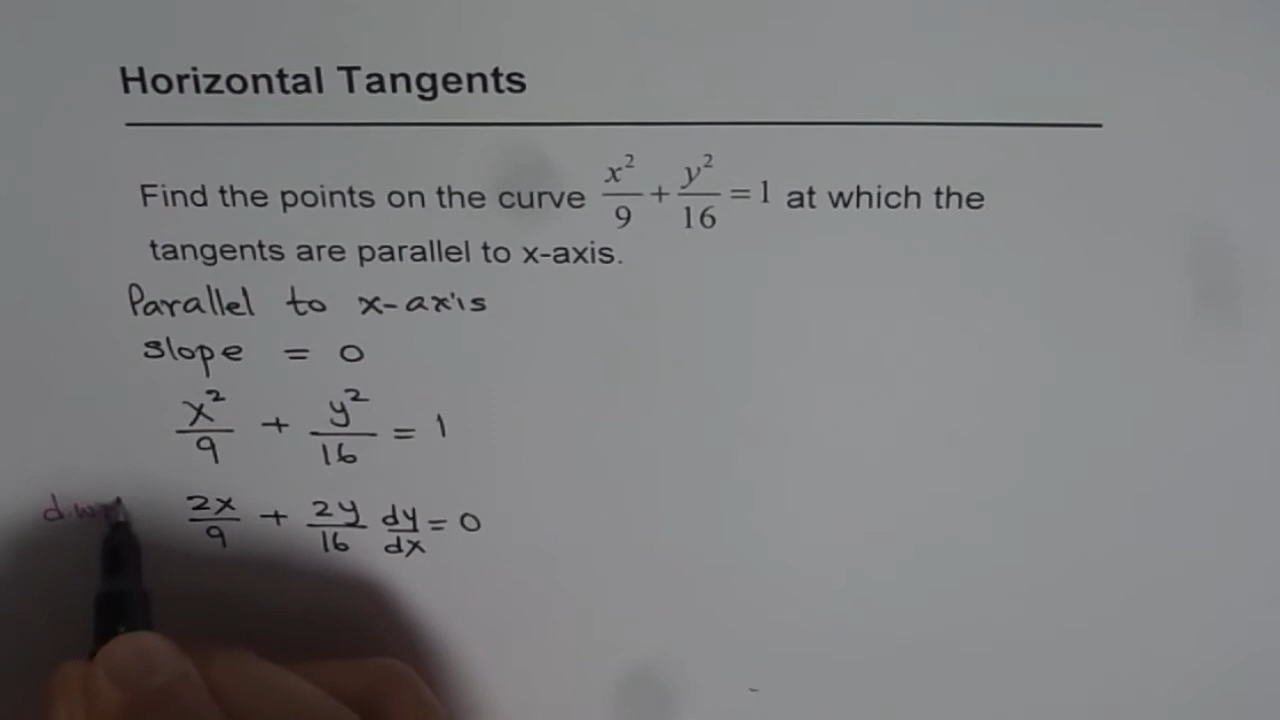 Horizontal Tangents
Find the points on the curve x²/9 + y²/16 = 1 at which the
tangents are parallel to x-axis.
Parallel to x-axis
slope = 0
x²/9 + y²/16 = 1
2x/9 + 2y/16 dy/dx = 0